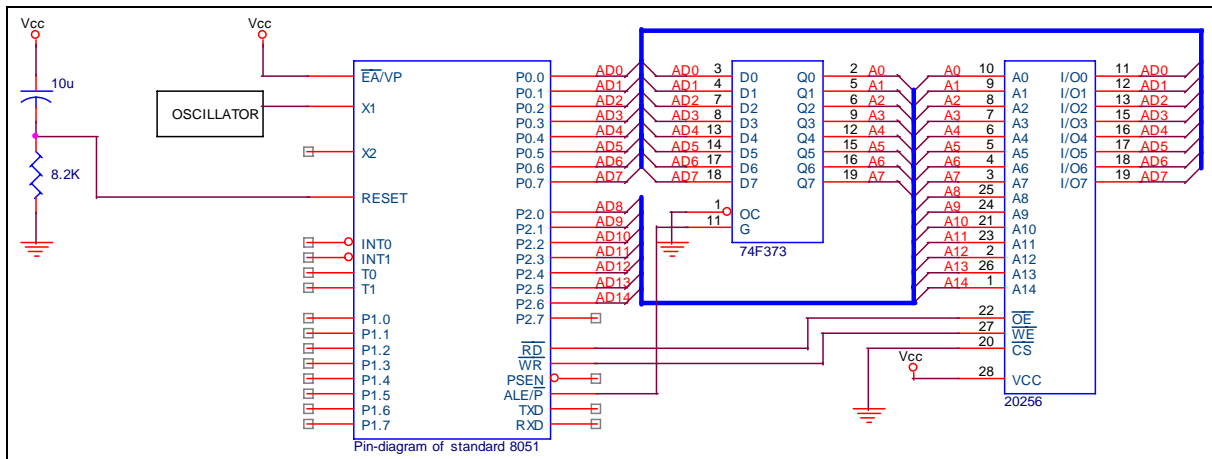 Vcc
10u
8.2K
Vcc
OSCILLATOR
EA/VP
X1
X2
RESET
INT0
INT1
T0
T1
P1.0
P1.1
P1.2
P1.3
P1.4
P1.5
P1.6
P1.7
P0.0
P0.1
P0.2
P0.3
P0.4
P0.5
P0.6
P0.7
P2.0
P2.1
P2.2
P2.3
P2.4
P2.5
P2.6
P2.7
RD
WR
PSEN
ALE/P
TXD
RXD
Pin-diagram of standard 8051
AD0
AD1
AD2
AD3
AD4
AD5
AD6
AD7
AD8
AD9
AD10
AD11
AD12
AD13
AD14
AD0 3 D0 Q0 2 A0
AD1 4 D1 Q1 5 A1
AD2 7 D2 Q2 6 A2
AD3 8 D3 Q3 9 A3
AD4 13 D4 Q4 12 A4
AD5 14 D5 Q5 15 A5
AD6 17 D6 Q6 16 A6
AD7 18 D7 Q7 19 A7
1 OC
11 G
74F373
A0 10 A0 I/O0 11 AD0
A1 9 A1 I/O1 12 AD1
A2 8 A2 I/O2 13 AD2
A3 7 A3 I/O3 15 AD3
A4 6 A4 I/O4 16 AD4
A5 5 A5 I/O5 17 AD5
A6 4 A6 I/O6 18 AD6
A7 3 A7 I/O7 19 AD7
A8 25 A8
A9 24 A9
A10 21 A10
A11 23 A11
A12 2 A12
A13 26 A13
A14 1 A14
22 OE
27 WE
20 CS
Vcc 28 VCC
20256